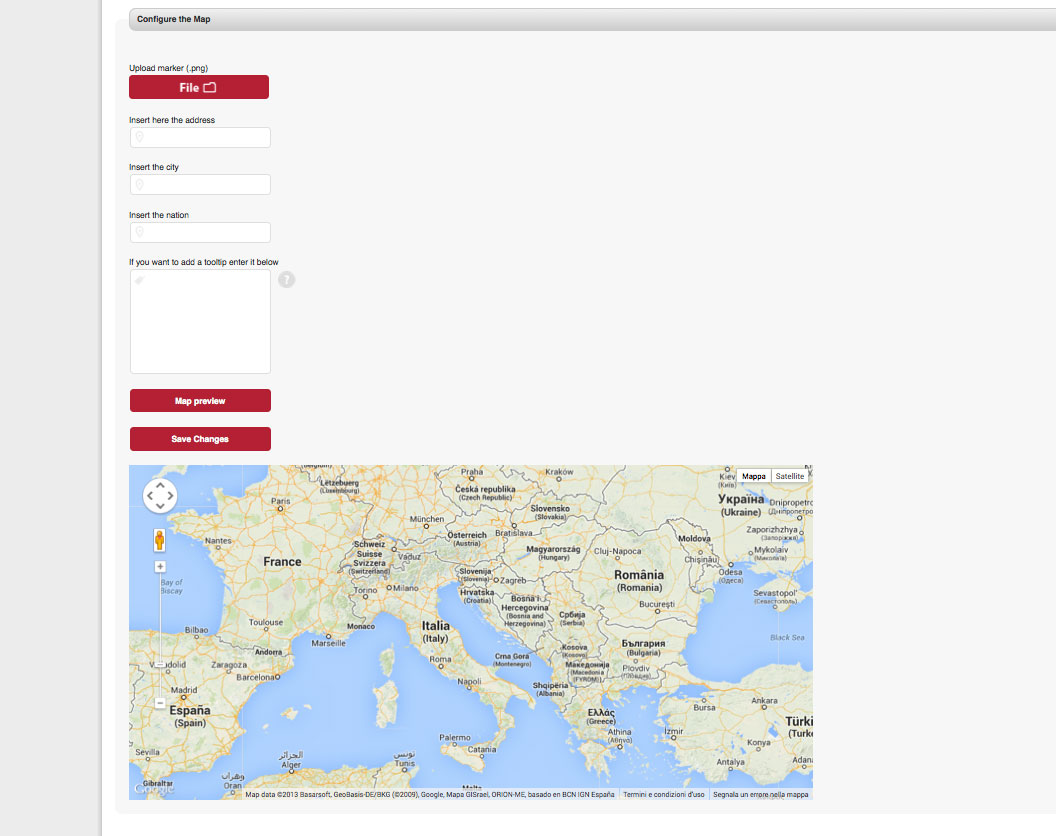 Configure the Map
Upload marker (.png)
File
Insert here the address
Insert the city
Insert the nation
If you want to add a tooltip enter it below
?
Map preview
Save Changes
Mappa
Satellite
Praha
Kraków
Lëtzebuerg
(Luxembourg)
Česká republika
(Czech Republic)
Kiev
(Київ)
Україна
(Ukraine)
Paris
Slovensko
(Slovakia)
München
Bratislava
Österreich
(Austria)
Nantes
Schweiz
Suisse
Svizzera
(Switzerland)
Vaduz
Magyarország
(Hungary)
Cluj-Napoca
Moldova
Chișinău
Zaporizhzhya
Mykolaiv
Odesa
(Одеса)
France
Slovenija
(Slovenia)
Zagreb
România
(Romania)
Bay of
Biscay
Torino
Milano
Hrvatska
(Croatia)
Bosna i
Hercegovina
(Bosnia and
Herzegovina)
Србија
(Serbia)
București
Sevastopol'
Toulouse
Monaco
Bilbao
Marseille
Italia
(Italy)
Black Sea
Andorra
Kosova
(Kosovo)
България
(Bulgaria)
Zaragoza
Barcelona
Roma
Crna Gora
(Montenegro)
Македонија
(Macedonia
(FYROM))
Plovdiv
Madrid
Napoli
Shqipëria
(Albania)
España
(Spain)
Ελλάς
(Greece)
Bursa
Ankara
Türki
(Turke
Palermo
Catania
Athina
(Αθήνα)
İzmir
Konya
Sevilla
Antalya
Adan
الجزائر
Alger
تونس
Tunis
وهران
Oran
Gibraltar
Google
Map data ©2013 Basarsoft, GeoBasis-DE/BKG (©2009), Google, Mapa GISrael, ORION-ME, basado en BCN IGN España
Termini e condizioni d'uso
Segnala un errore nella mappa